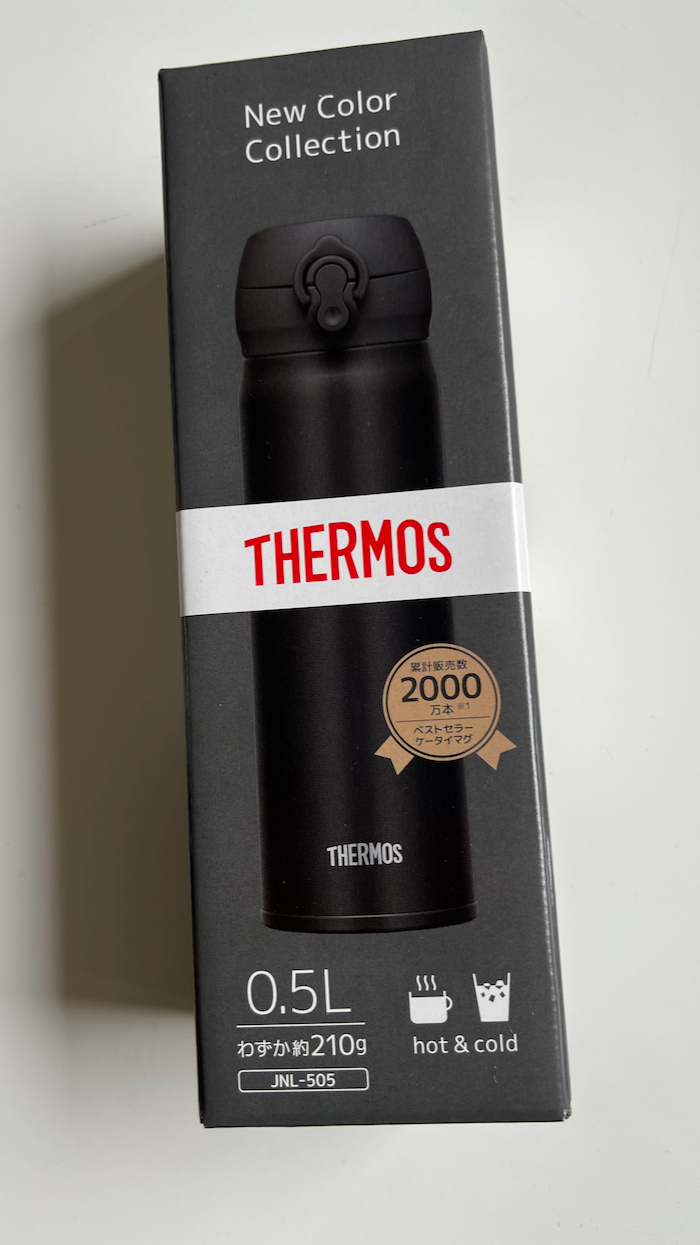 New Color
Collection
THERMOS
累計販売数
2000
万本※1
ベストセラー
ケータイマグ
THERMOS
0.5L
わずか約210g
JNL-505
hot & cold